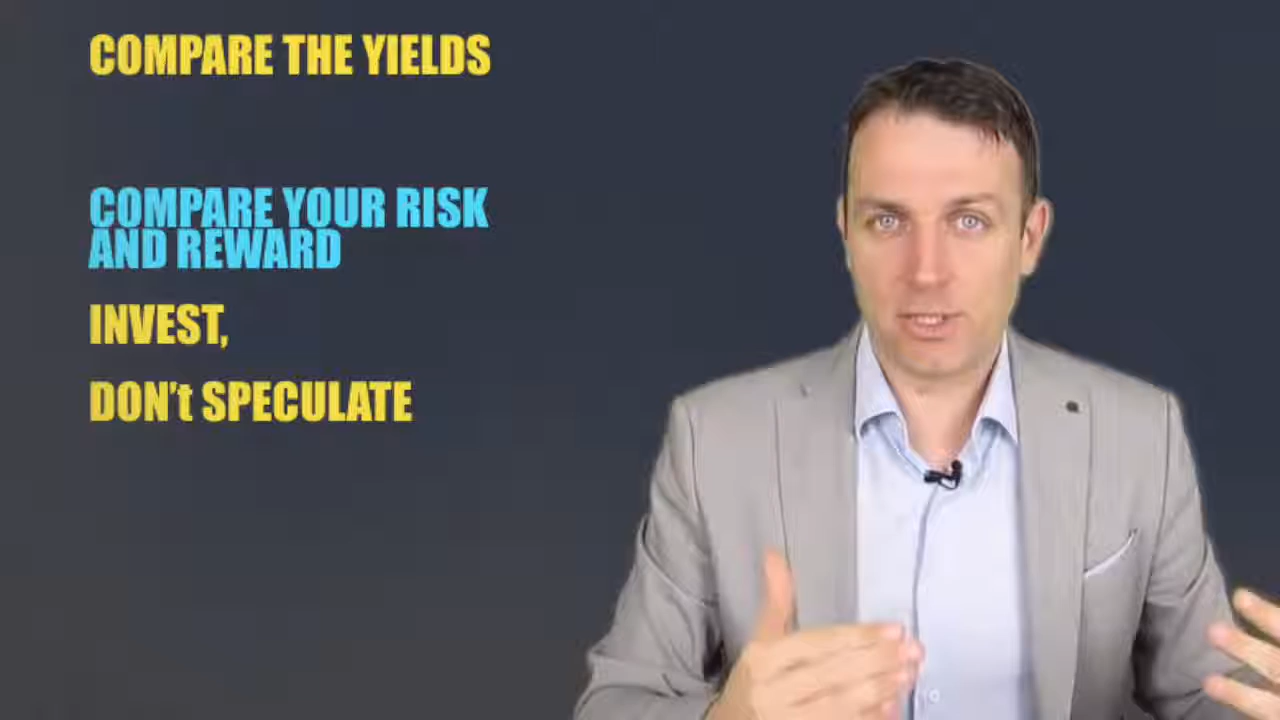 COMPARE THE YIELDS
COMPARE YOUR RISK
AND REWARD
INVEST,
DON't SPECULATE